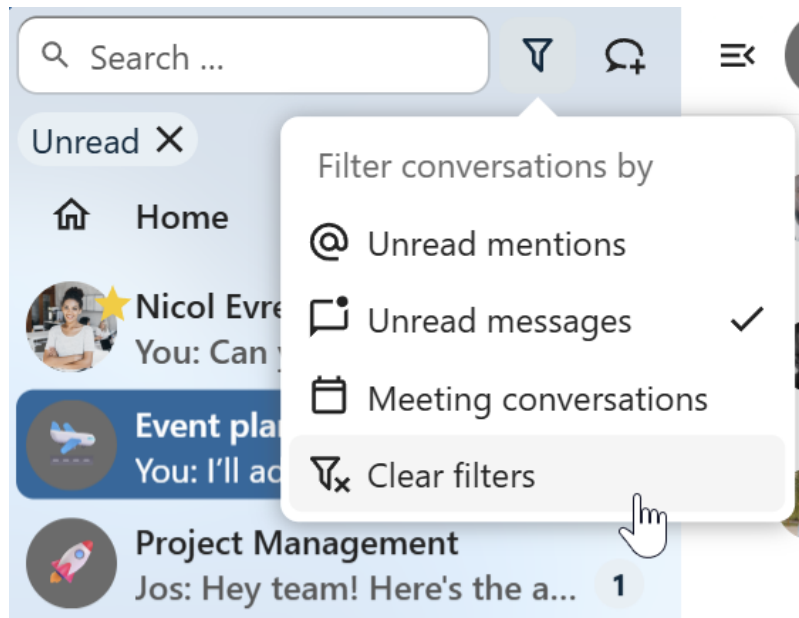 Search ...
Unread
Filter conversations by
Home
Unread mentions
Nicol Evre
Unread messages
You: Can
Meeting conversations
Event pla
You: I'll ad
Clear filters
Project Management
Jos: Hey team! Here's the a...
1